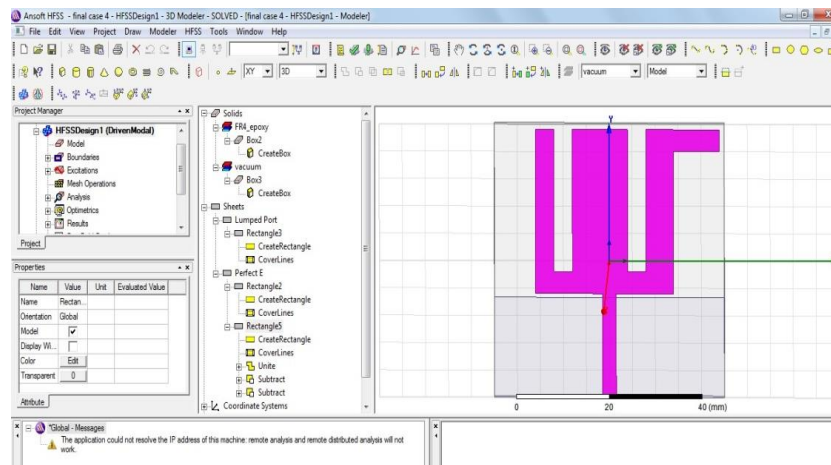 Ansoft HFSS - final case 4 - HFSSDesign1 - 3D Modeler - SOLVED - [final case 4 - HFSSDesign1 - Modeler]
File Edit View Project Draw Modeler HFSS Tools Window Help
XY 3D vacuum Model
Project Manager
HFSSDesign1 (DrivenModal)
Model
Boundaries
Excitations
Mesh Operations
Analysis
Optimetrics
Results
Project
Properties
Name Value Unit Evaluated Value
Name Rectan...
Orientation Global
Model
Display Wi...
Color Edit
Transparent 0
Attribute
Solids
FR4_epoxy
Box2
CreateBox
vacuum
Box3
CreateBox
Sheets
Lumped Port
Rectangle3
CreateRectangle
CoverLines
Perfect E
Rectangle2
CreateRectangle
CoverLines
Rectangle5
CreateRectangle
CoverLines
Unite
Subtract
Subtract
Coordinate Systems
Y
0 20 40 (mm)
*Global - Messages
The application could not resolve the IP address of this machine: remote analysis and remote distributed analysis will not
work.